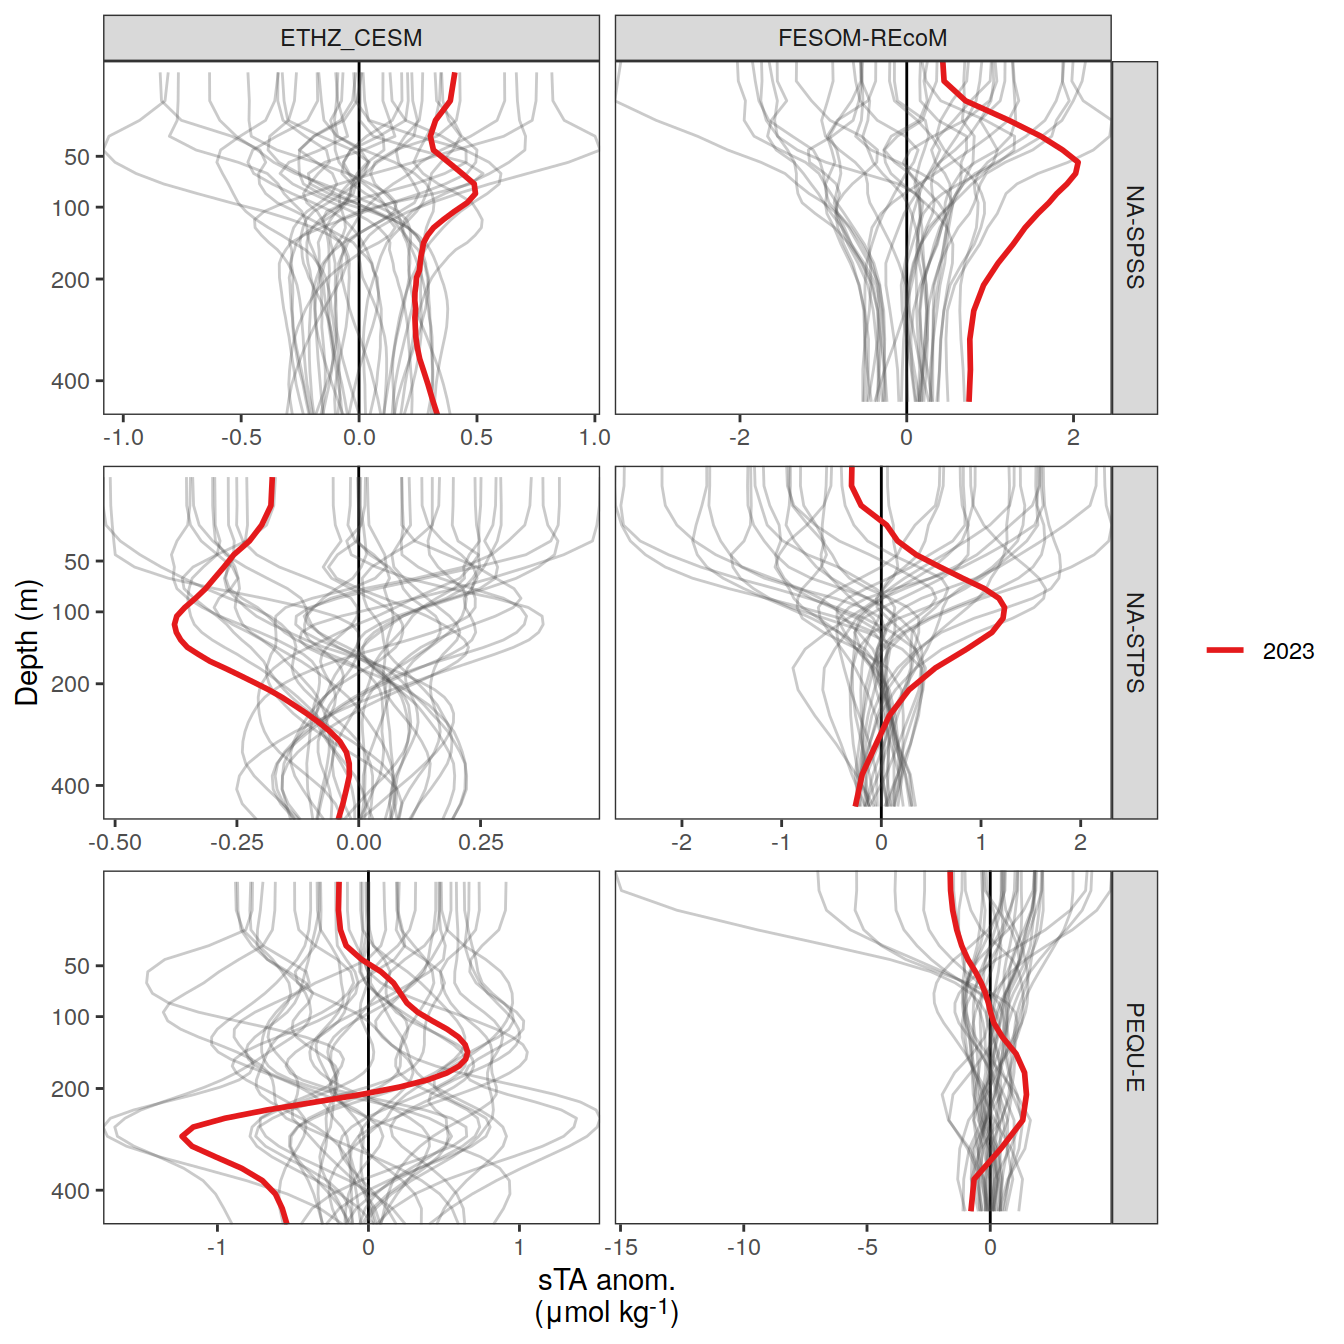 ETHZ_CESM FESOM-REcoM
50
100
200
400
NA-SPSS
-1.0 -0.5 0.0 0.5 1.0 -2 0 2
50
100
200
400
NA-STPS
-0.50 -0.25 0.00 0.25 -2 -1 0 1 2
Depth (m)
2023
50
100
200
400
PEQU-E
-1 0 1 -15 -10 -5 0
sTA anom.
(µmol kg⁻¹)